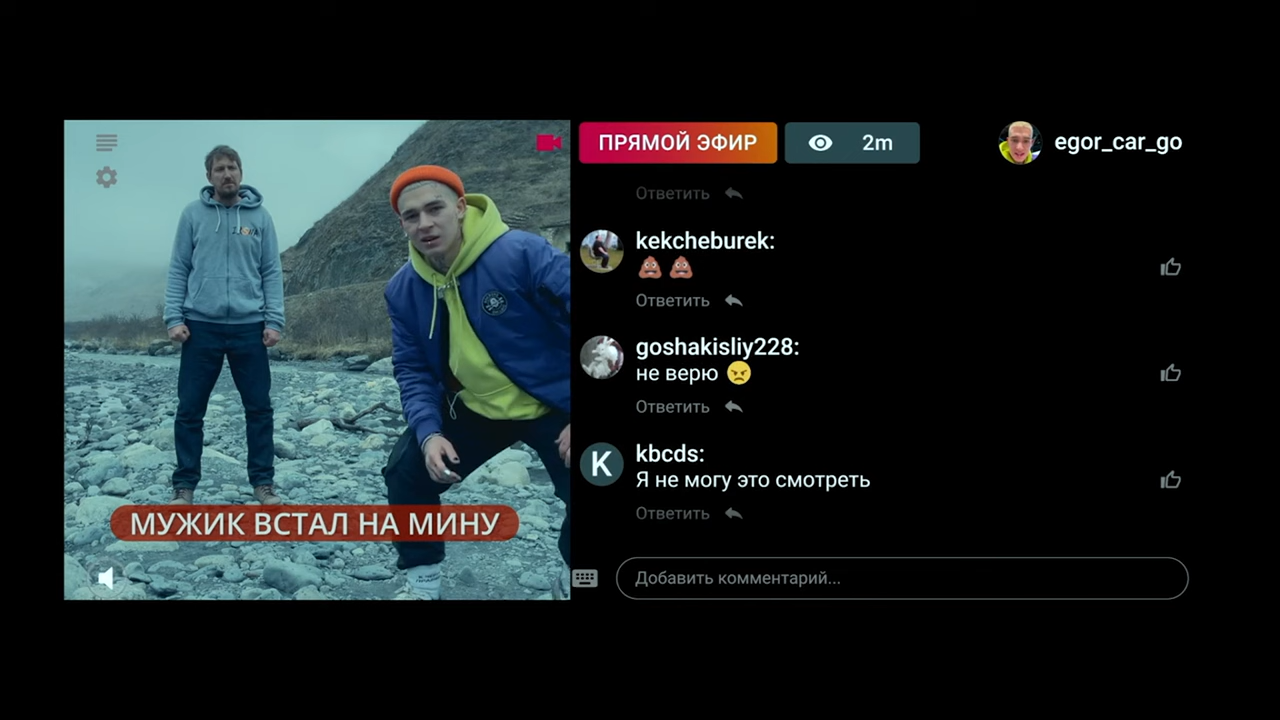 ПРЯМОЙ ЭФИР
2m
egor_car_go
Ответить
kekcheburek:
💩 💩
Ответить
goshakisliy228:
не верю 😠
Ответить
K
kbcds:
Я не могу это смотреть
Ответить
МУЖИК ВСТАЛ НА МИНУ
Добавить комментарий...